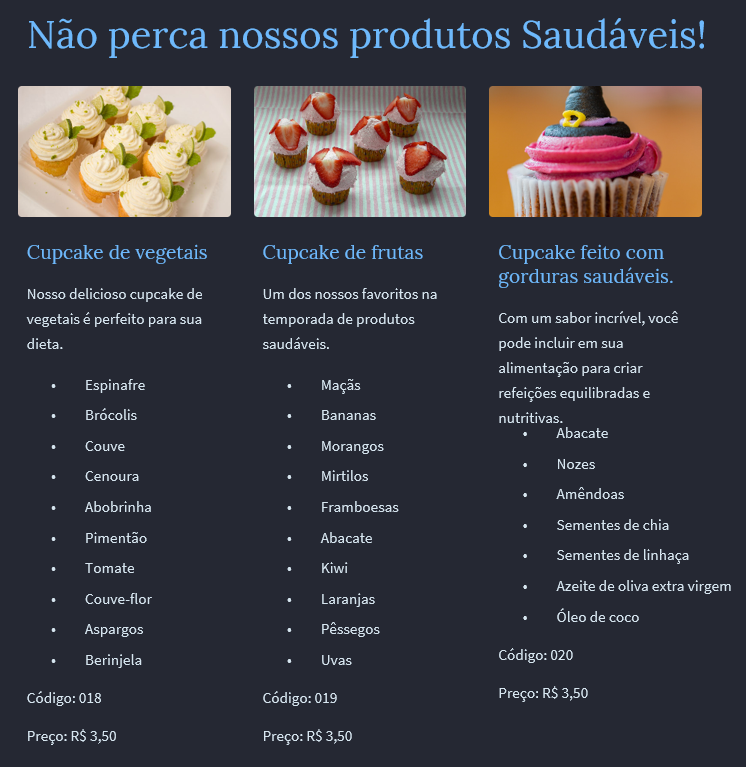 Não perca nossos produtos Saudáveis!
Cupcake de vegetais
Nosso delicioso cupcake de
vegetais é perfeito para sua
dieta.
• Espinafre
• Brócolis
• Couve
• Cenoura
• Abobrinha
• Pimentão
• Tomate
• Couve-flor
• Aspargos
• Berinjela
Código: 018
Preço: R$ 3,50
Cupcake de frutas
Um dos nossos favoritos na
temporada de produtos
saudáveis.
• Maçãs
• Bananas
• Morangos
• Mirtilos
• Framboesas
• Abacate
• Kiwi
• Laranjas
• Pêssegos
• Uvas
Código: 019
Preço: R$ 3,50
Cupcake feito com
gorduras saudáveis.
Com um sabor incrível, você
pode incluir em sua
alimentação para criar
refeições equilibradas e
nutritivas.
• Abacate
• Nozes
• Amêndoas
• Sementes de chia
• Sementes de linhaça
• Azeite de oliva extra virgem
• Óleo de coco
Código: 020
Preço: R$ 3,50